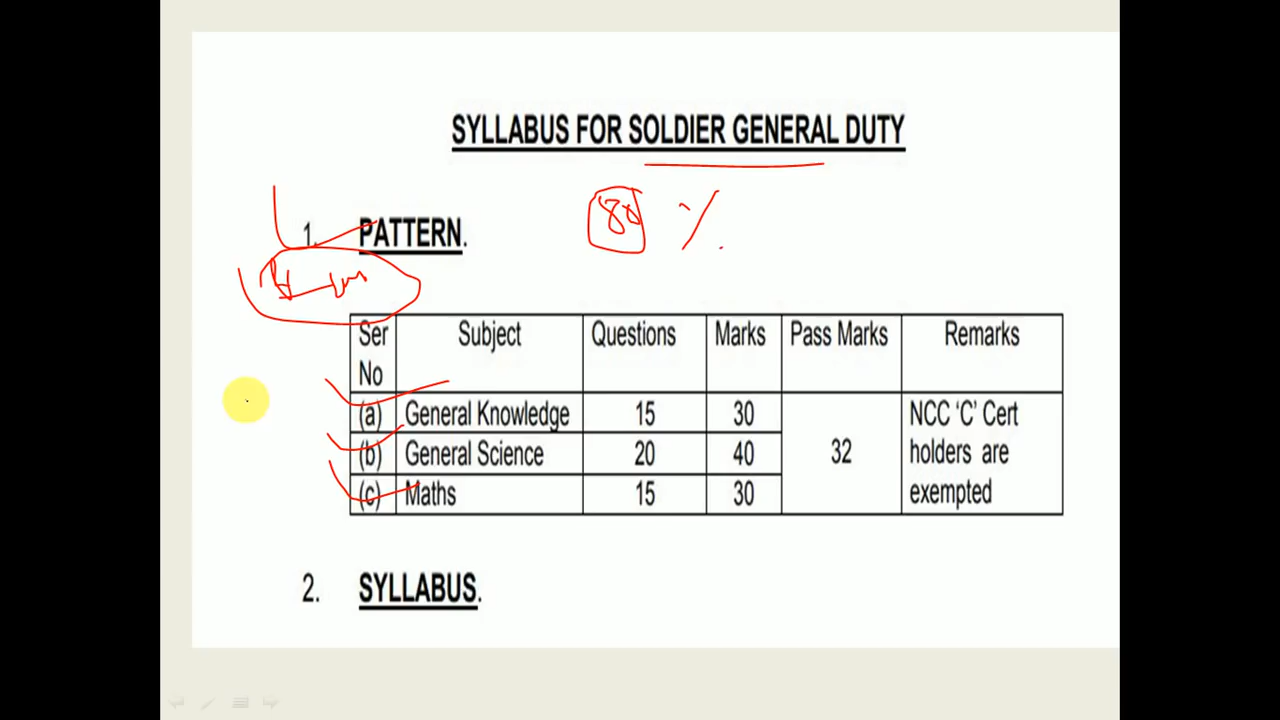 SYLLABUS FOR SOLDIER GENERAL DUTY
80 %
1. PATTERN.
Ser No Subject Questions Marks Pass Marks Remarks
(a) General Knowledge 15 30 32 NCC 'C' Cert holders are exempted
(b) General Science 20 40
(c) Maths 15 30
2. SYLLABUS.